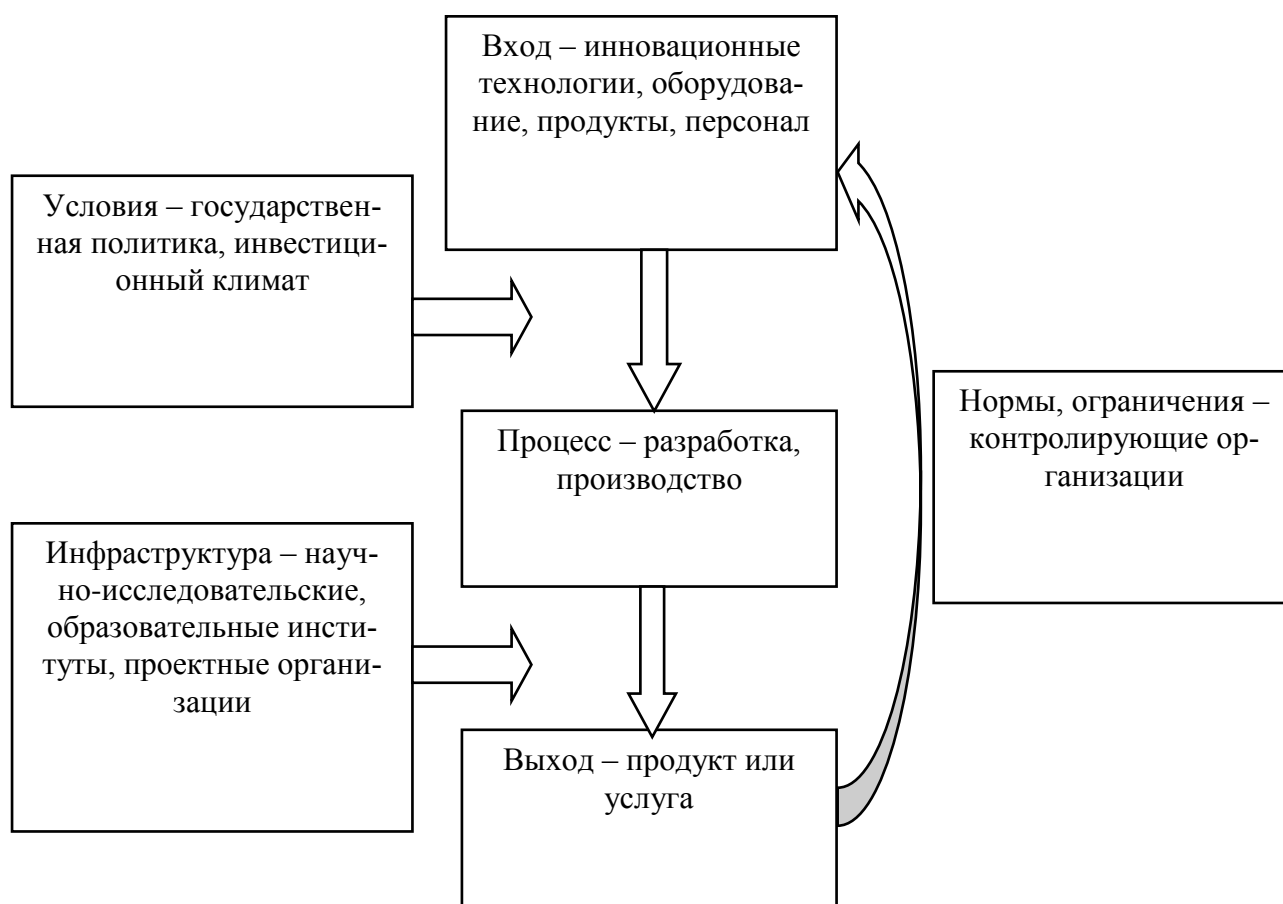 Вход – инновационные
технологии, оборудова-
ние, продукты, персонал
Условия – государствен-
ная политика, инвестици-
онный климат
Процесс – разработка,
производство
Нормы, ограничения –
контролирующие ор-
ганизации
Инфраструктура – науч-
но-исследовательские,
образовательные инсти-
туты, проектные органи-
зации
Выход – продукт или
услуга